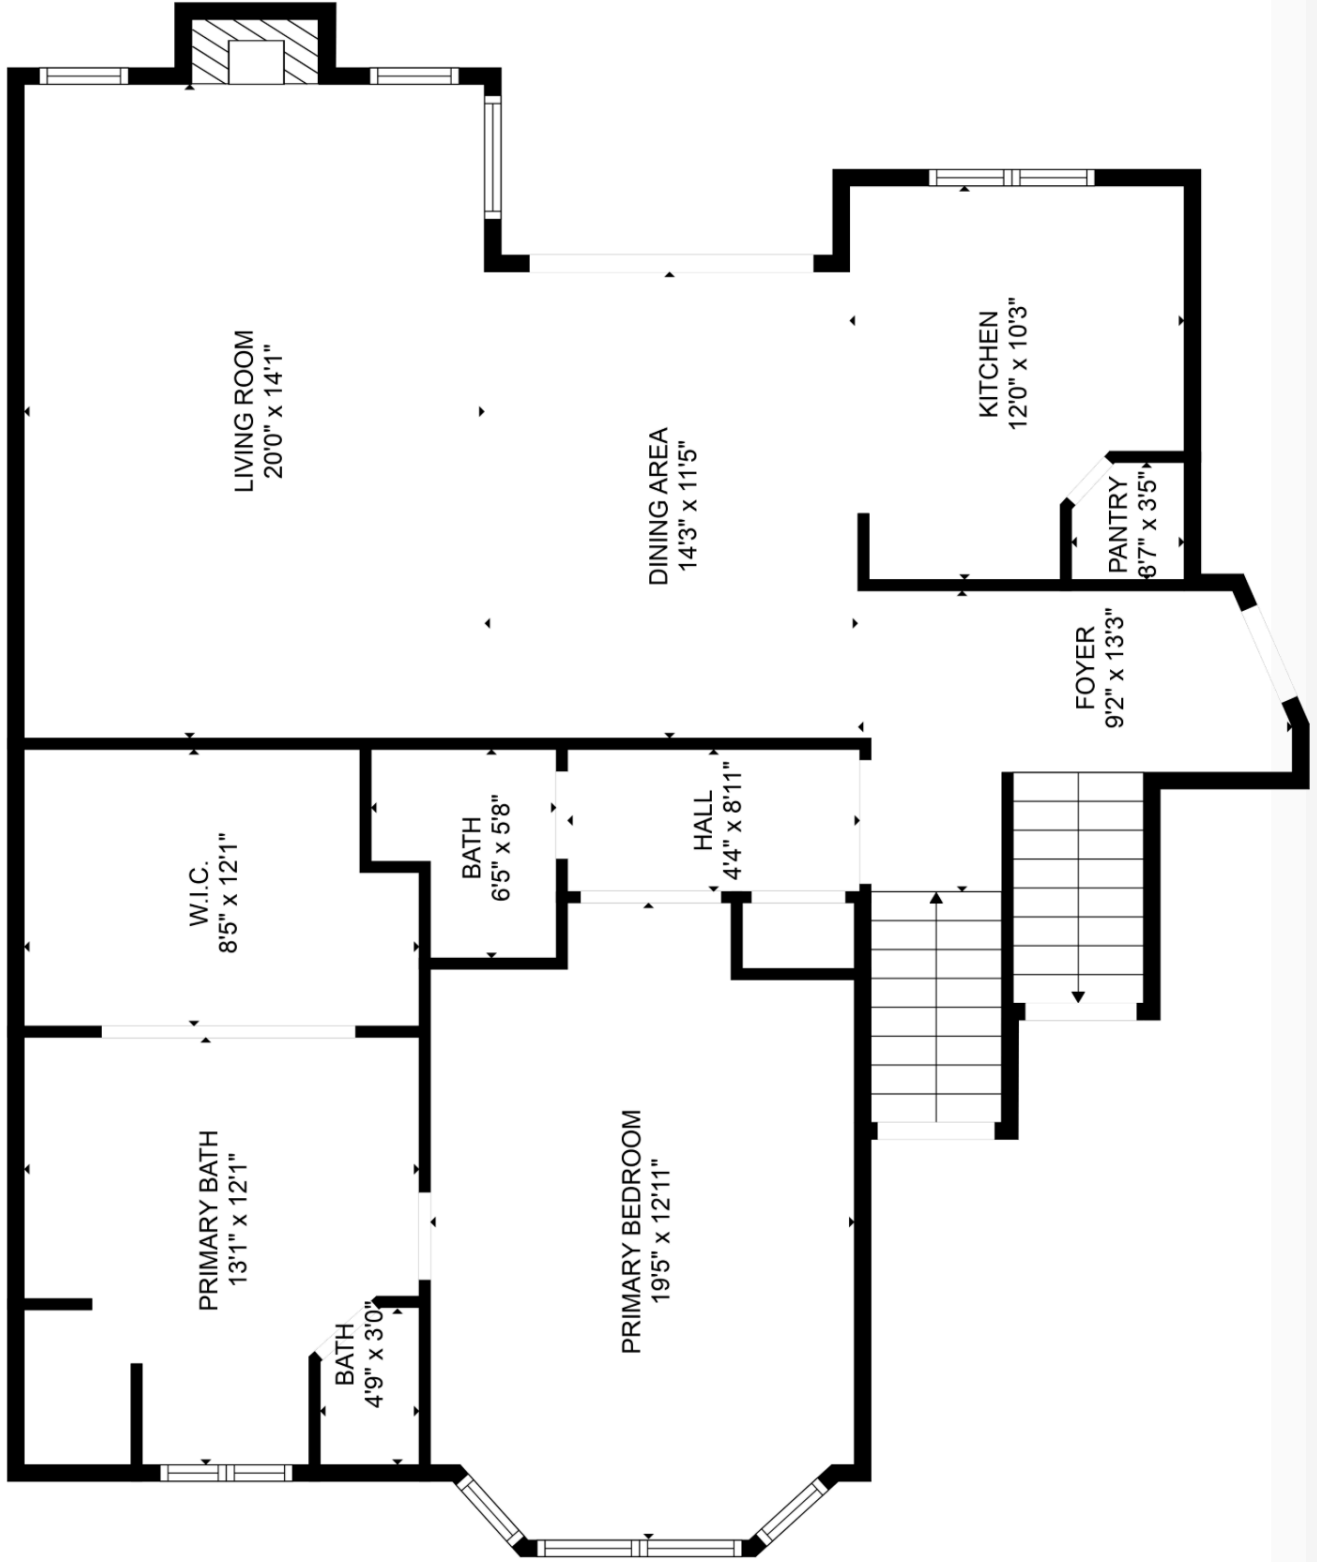 LIVING ROOM
20'0" x 14'1"
DINING AREA
14'3" x 11'5"
KITCHEN
12'0" x 10'3"
PANTRY
3'7" x 3'5"
FOYER
9'2" x 13'3"
W.I.C.
8'5" x 12'1"
BATH
6'5" x 5'8"
HALL
4'4" x 8'11"
PRIMARY BATH
13'1" x 12'1"
BATH
4'9" x 3'0"
PRIMARY BEDROOM
19'5" x 12'11"